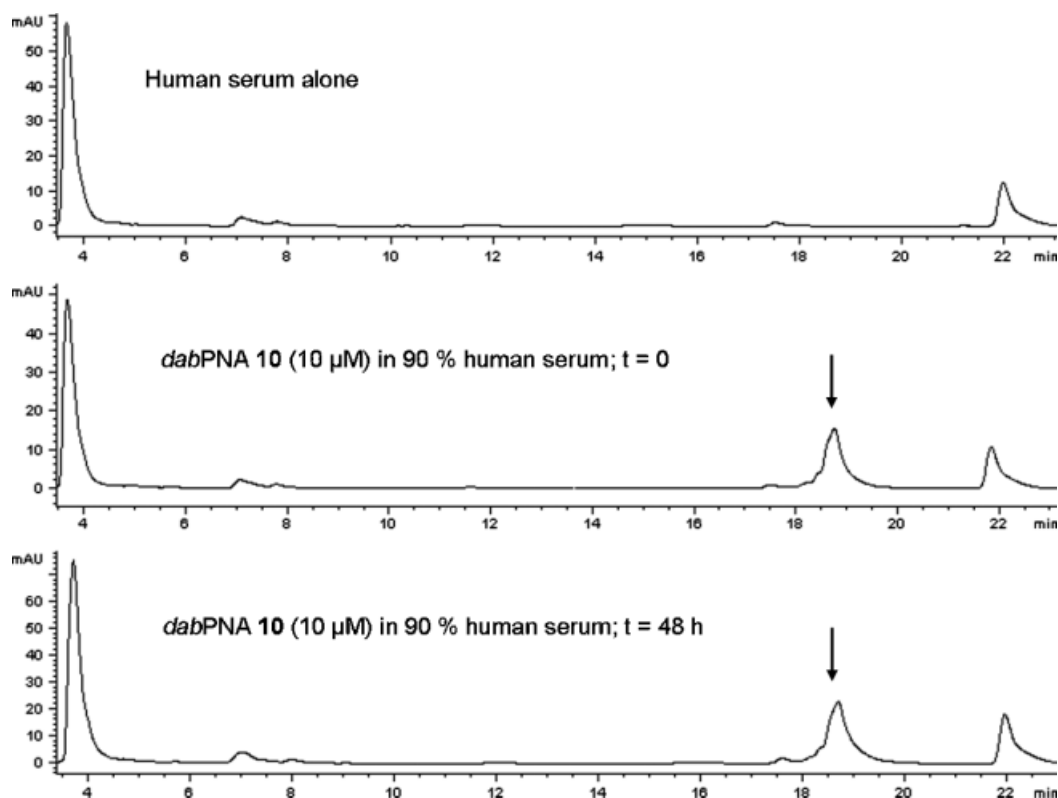 mAU
50
40
30
20
10
0
Human serum alone
4 6 8 10 12 14 16 18 20 22 min
mAU
40
30
20
10
0
dabPNA 10 (10 µM) in 90 % human serum; t = 0
4 6 8 10 12 14 16 18 20 22 min
mAU
60
50
40
30
20
10
0
dabPNA 10 (10 µM) in 90 % human serum; t = 48 h
4 6 8 10 12 14 16 18 20 22 min